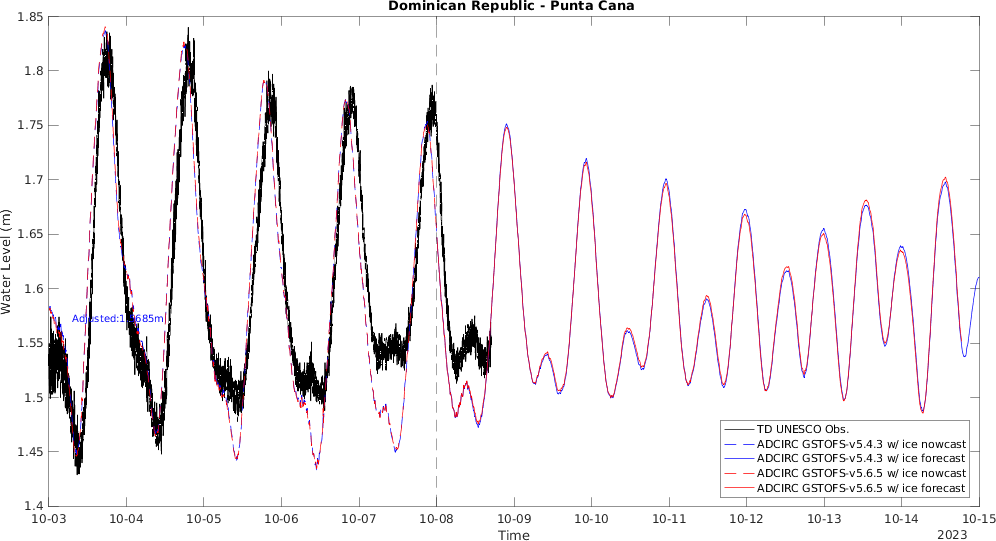 Dominican Republic - Punta Cana
Water Level (m)
1.85
1.8
1.75
1.7
1.65
1.6
1.55
1.5
1.45
1.4
TD UNESCO Obs.
ADCIRC GSTOFS-v5.4.3 w/ ice nowcast
ADCIRC GSTOFS-v5.4.3 w/ ice forecast
ADCIRC GSTOFS-v5.6.5 w/ ice nowcast
ADCIRC GSTOFS-v5.6.5 w/ ice forecast
10-03 10-04 10-05 10-06 10-07 10-08 10-09 10-10 10-11 10-12 10-13 10-14 10-15
Time
2023